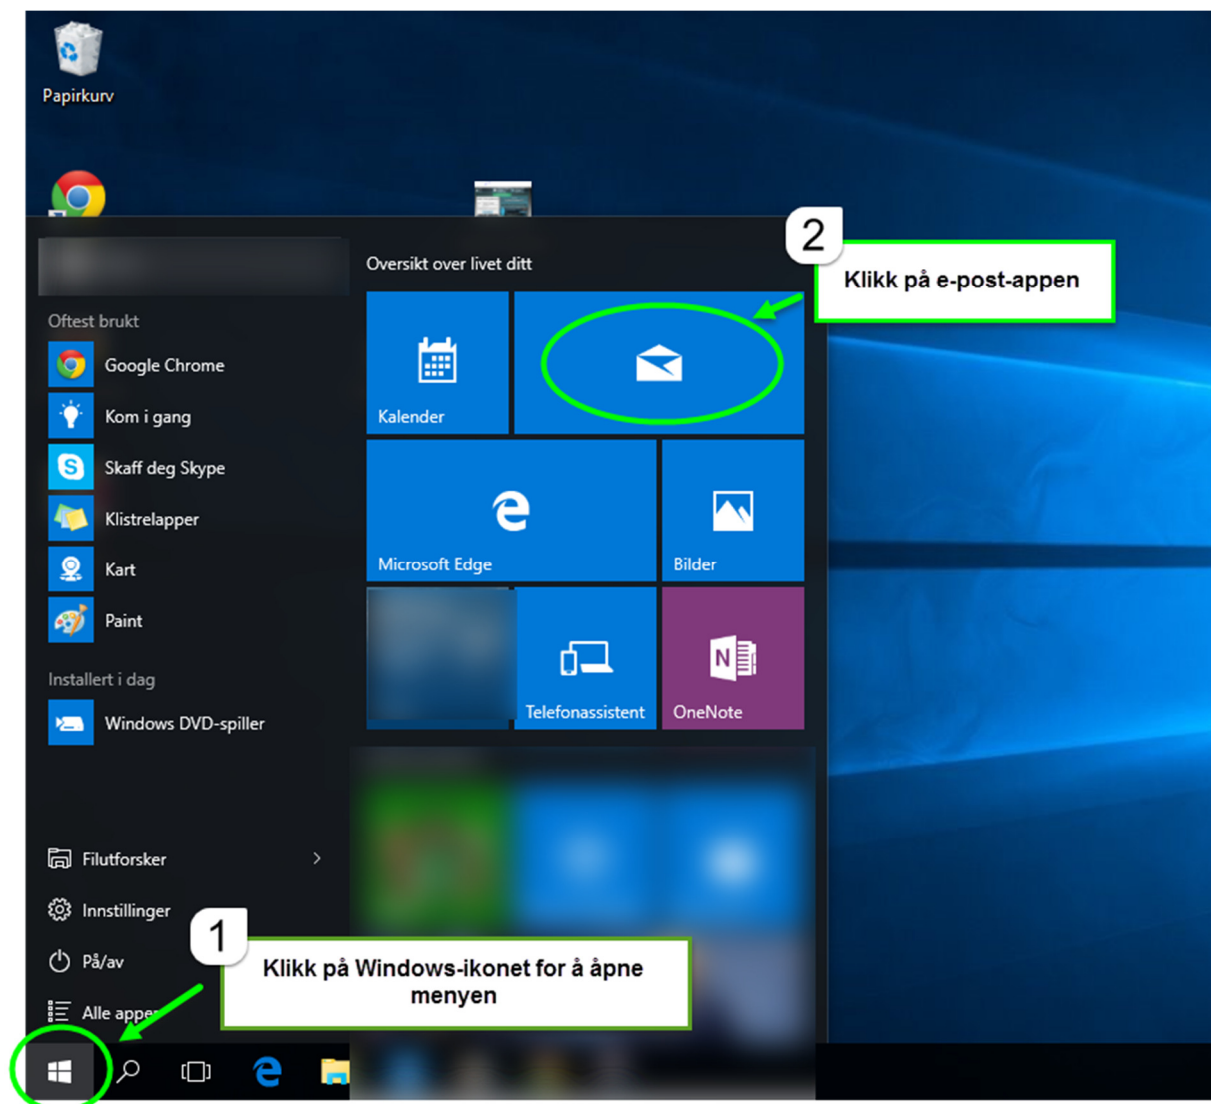 Papirkurv
2
Klikk på e-post-appen
Oversikt over livet ditt
Oftest brukt
Google Chrome
Kom i gang
Skaff deg Skype
Klistrelapper
Kart
Paint
Installert i dag
Windows DVD-spiller
Kalender
Microsoft Edge
Bilder
Telefonassistent
N
OneNote
Filutforsker
Innstillinger
På/av
Alle apper
1
Klikk på Windows-ikonet for å åpne
menyen